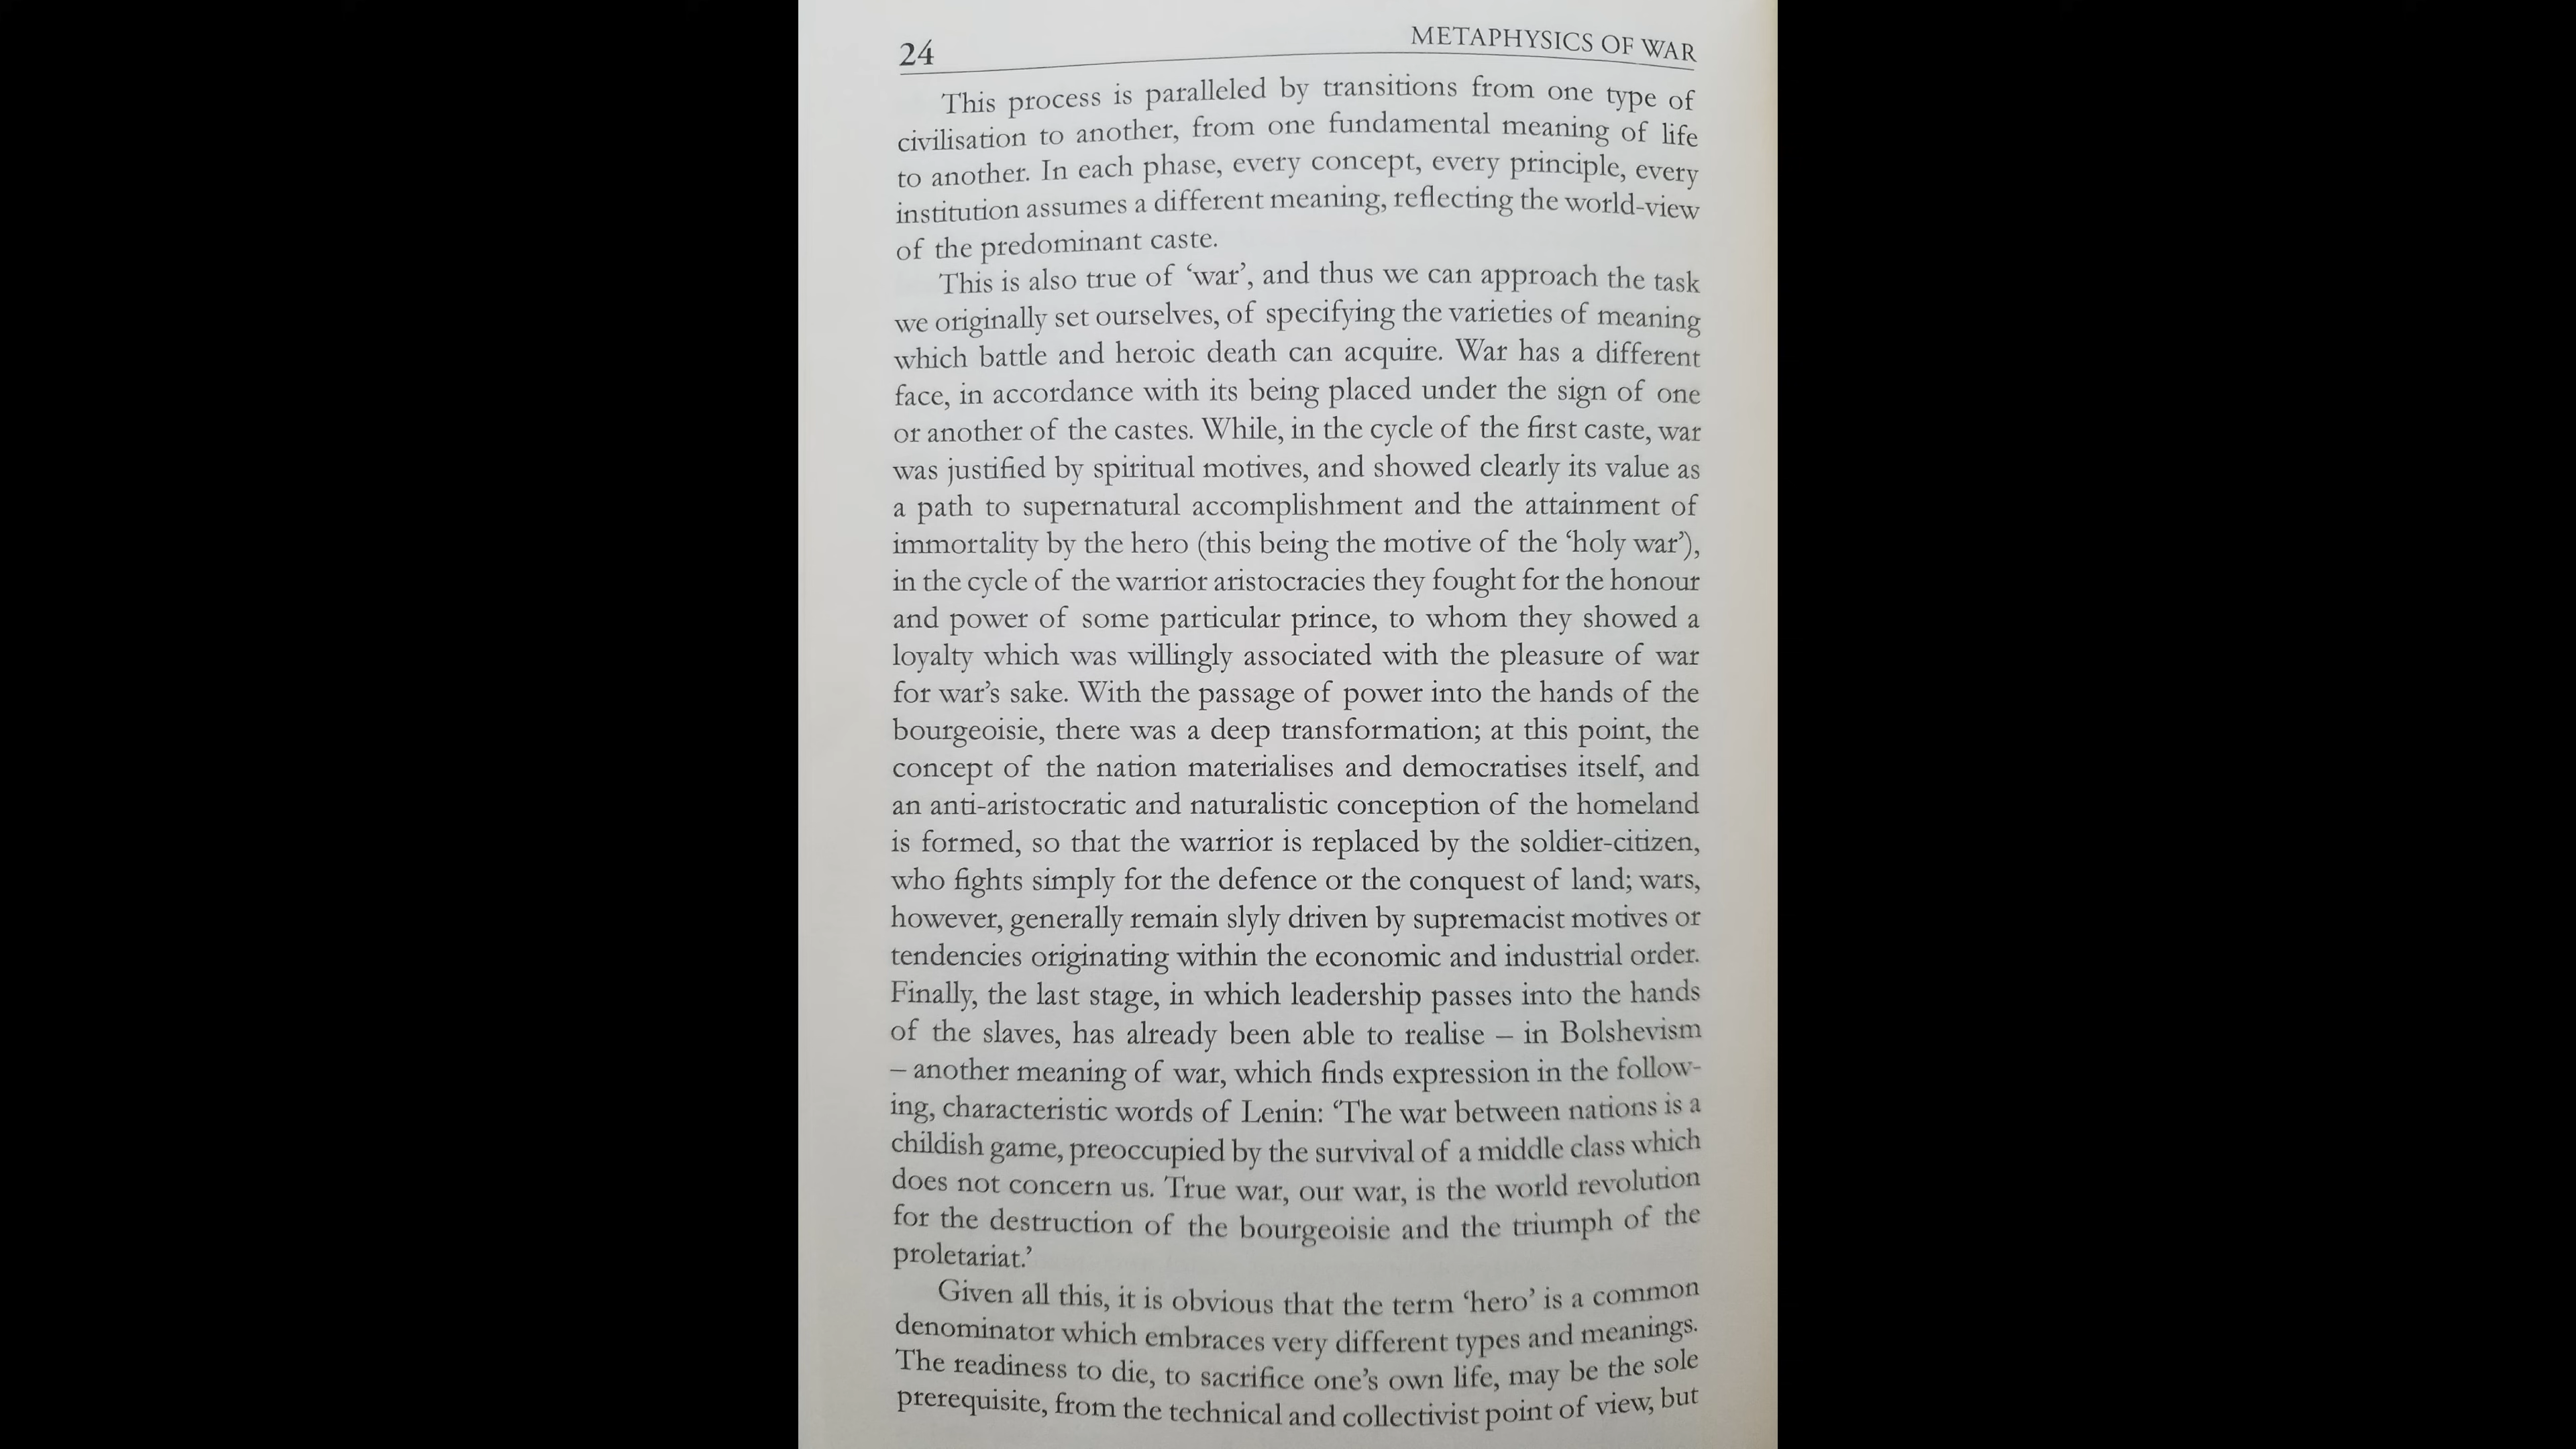 24
METAPHYSICS OF WAR
This process is paralleled by transitions from one type of
civilisation to another, from one fundamental meaning of life
to another. In each phase, every concept, every principle, every
institution assumes a different meaning, reflecting the world-view
of the predominant caste.
This is also true of ‘war’, and thus we can approach the task
we originally set ourselves, of specifying the varieties of meaning
which battle and heroic death can acquire. War has a different
face, in accordance with its being placed under the sign of one
or another of the castes. While, in the cycle of the first caste, war
was justified by spiritual motives, and showed clearly its value as
a path to supernatural accomplishment and the attainment of
immortality by the hero (this being the motive of the ‘holy war’),
in the cycle of the warrior aristocracies they fought for the honour
and power of some particular prince, to whom they showed a
loyalty which was willingly associated with the pleasure of war
for war’s sake. With the passage of power into the hands of the
bourgeoisie, there was a deep transformation; at this point, the
concept of the nation materialises and democratises itself, and
an anti-aristocratic and naturalistic conception of the homeland
is formed, so that the warrior is replaced by the soldier-citizen,
who fights simply for the defence or the conquest of land; wars,
however, generally remain slyly driven by supremacist motives or
tendencies originating within the economic and industrial order.
Finally, the last stage, in which leadership passes into the hands
of the slaves, has already been able to realise – in Bolshevism
– another meaning of war, which finds expression in the follow-
ing, characteristic words of Lenin: ‘The war between nations is a
childish game, preoccupied by the survival of a middle class which
does not concern us. True war, our war, is the world revolution
for the destruction of the bourgeoisie and the triumph of the
proletariat.’
Given all this, it is obvious that the term ‘hero’ is a common
denominator which embraces very different types and meanings.
The readiness to die, to sacrifice one’s own life, may be the sole
prerequisite, from the technical and collectivist point of view, but